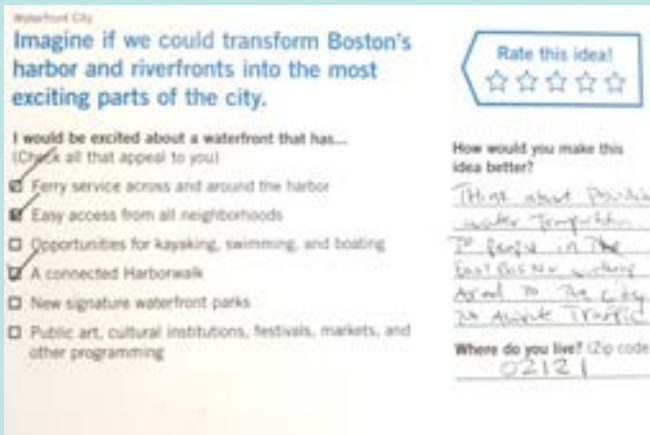 Waterfront City
Imagine if we could transform Boston's
harbor and riverfronts into the most
exciting parts of the city.
I would be excited about a waterfront that has...
(Check all that appeal to you)
Ferry service across and around the harbor
Easy access from all neighborhoods
Opportunities for kayaking, swimming, and boating
A connected Harborwalk
New signature waterfront parks
Public art, cultural institutions, festivals, markets, and
other programming
Rate this idea!
How would you make this
idea better?
Think about
water
To people in The
East Boston
Area To The City
To Traffic
Where do you live? (Zip code
02121